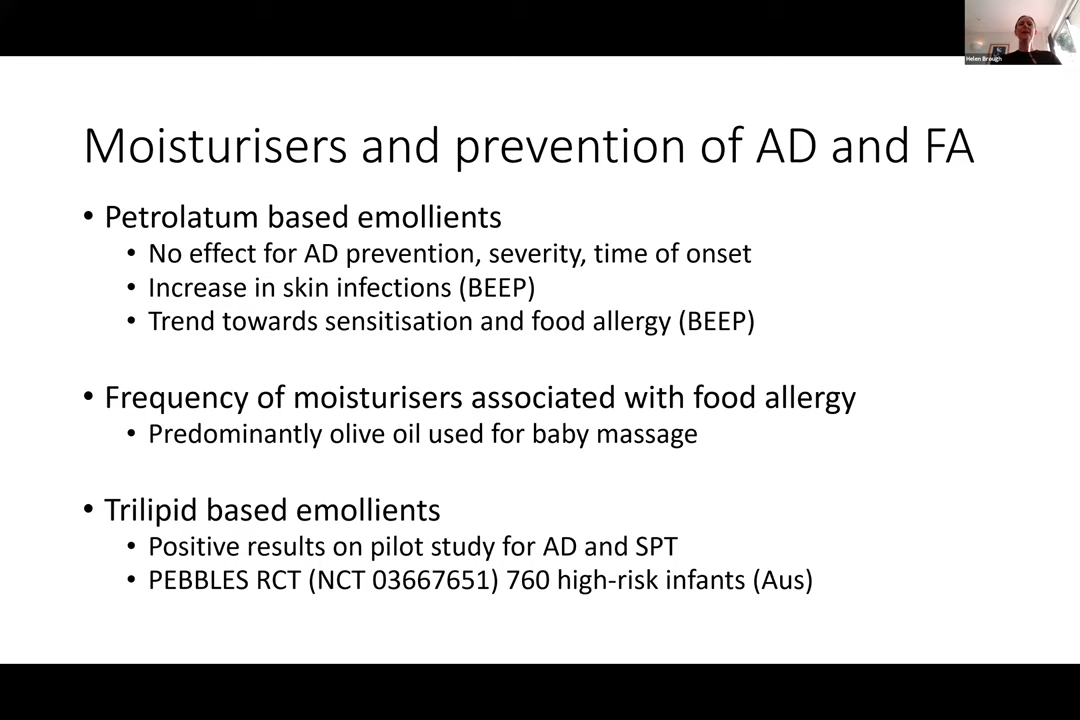 Helen Brough
Moisturisers and prevention of AD and FA
• Petrolatum based emollients
• No effect for AD prevention, severity, time of onset
• Increase in skin infections (BEEP)
• Trend towards sensitisation and food allergy (BEEP)
• Frequency of moisturisers associated with food allergy
• Predominantly olive oil used for baby massage
• Trilipid based emollients
• Positive results on pilot study for AD and SPT
• PEBBLES RCT (NCT 03667651) 760 high-risk infants (Aus)